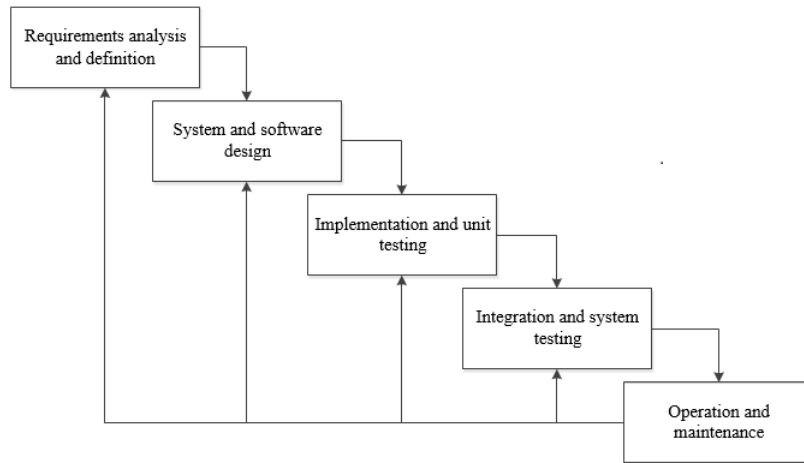 Requirements analysis
and definition
System and software
design
Implementation and unit
testing
Integration and system
testing
Operation and
maintenance